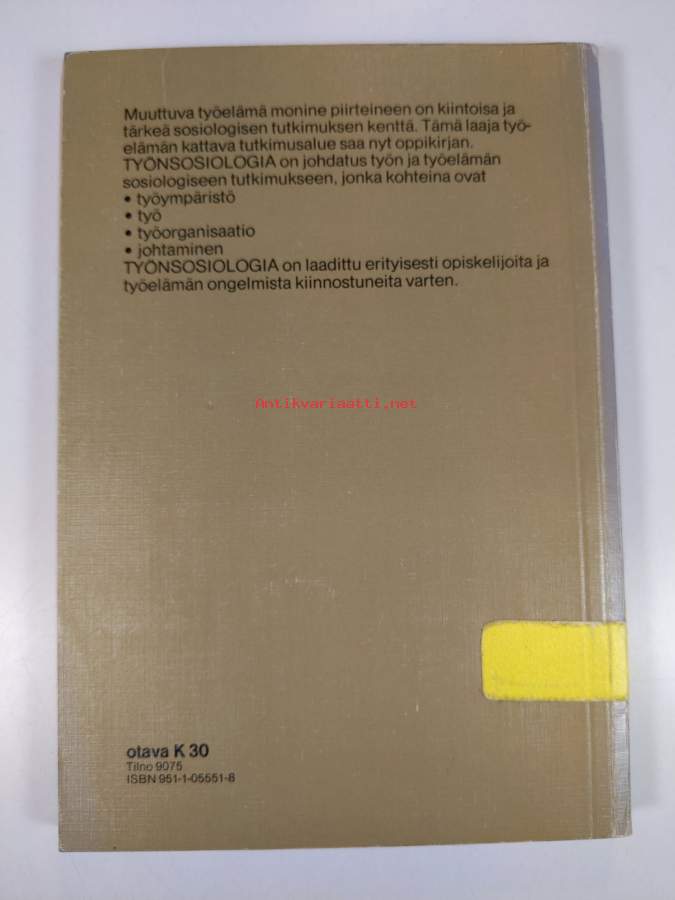 Muuttuva työelämä monine piirteineen on kiintoisa ja
tärkeä sosiologisen tutkimuksen kenttä. Tämä laaja työ-
elämän kattava tutkimusalue saa nyt oppikirjan.
TYÖNSOSIOLOGIA on johdatus työn ja työelämän
sosiologiseen tutkimukseen, jonka kohteina ovat
• työympäristö
• työ
• työorganisaatio
• johtaminen
TYÖNSOSIOLOGIA on laadittu erityisesti opiskelijoita ja
työelämän ongelmista kiinnostuneita varten.
Antikvariaatti.net
otava K 30
Tilno 9075
ISBN 951-1-05551-8